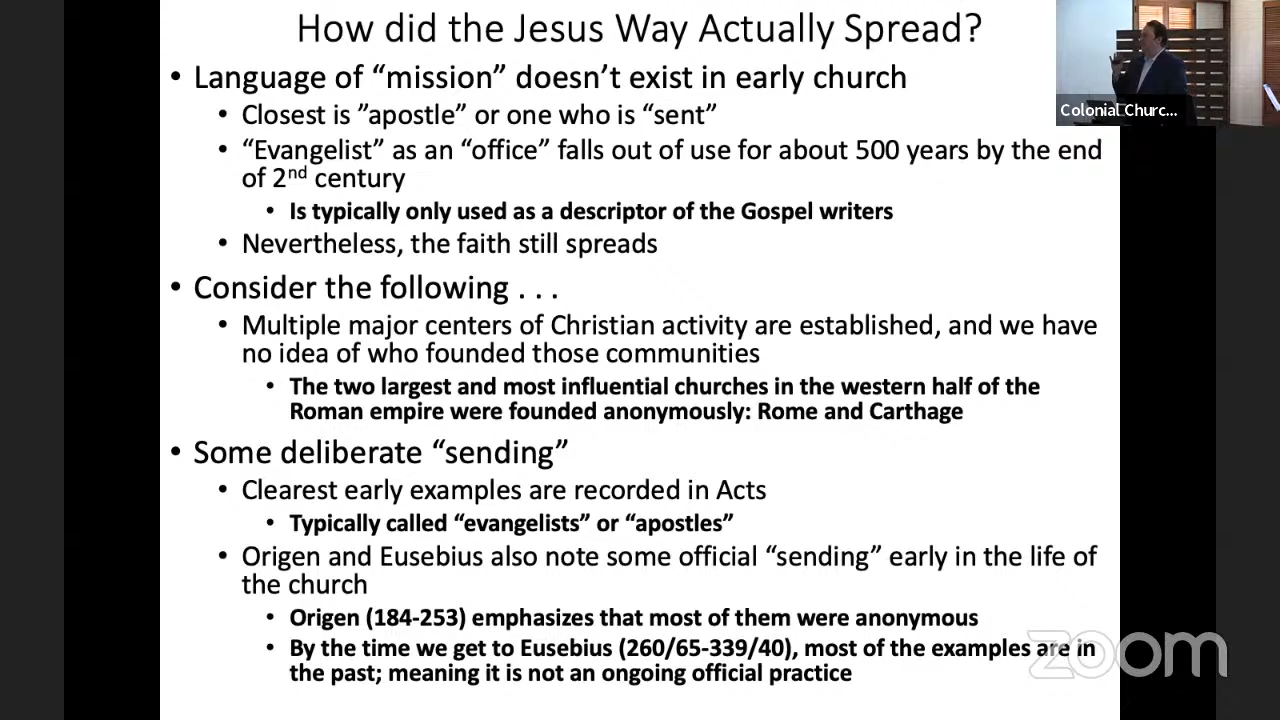 How did the Jesus Way Actually Spread?
• Language of “mission” doesn’t exist in early church
• Closest is ”apostle” or one who is “sent”
• “Evangelist” as an “office” falls out of use for about 500 years by the end
of 2nd century
• Is typically only used as a descriptor of the Gospel writers
• Nevertheless, the faith still spreads
• Consider the following . . .
• Multiple major centers of Christian activity are established, and we have
no idea of who founded those communities
• The two largest and most influential churches in the western half of the
Roman empire were founded anonymously: Rome and Carthage
• Some deliberate “sending”
• Clearest early examples are recorded in Acts
• Typically called “evangelists” or “apostles”
• Origen and Eusebius also note some official “sending” early in the life of
the church
• Origen (184-253) emphasizes that most of them were anonymous
• By the time we get to Eusebius (260/65-339/40), most of the examples are in
the past; meaning it is not an ongoing official practice
Colonial Churc...
zoom